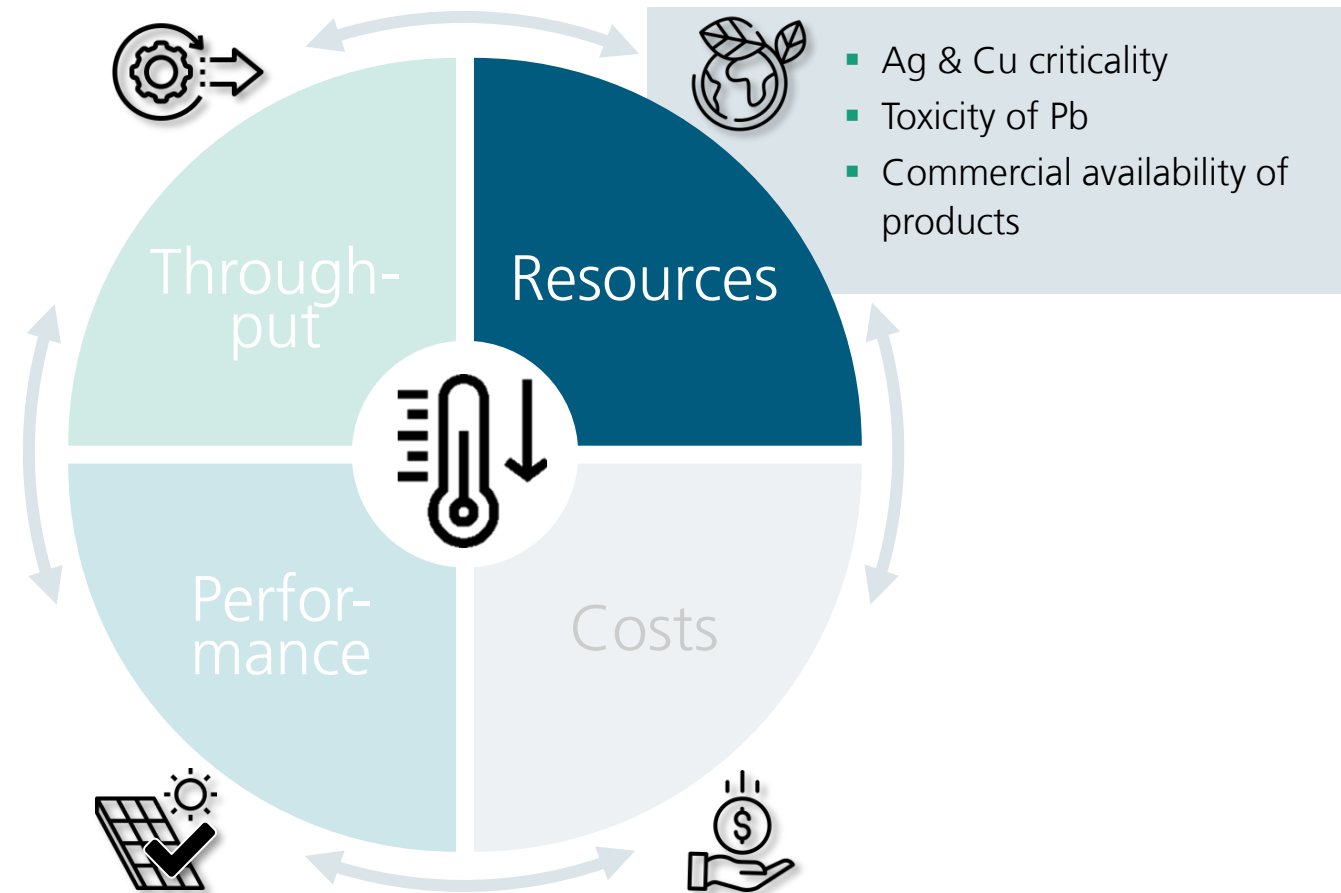 Ag & Cu criticality
Toxicity of Pb
Commercial availability of
products
Through-
put
Resources
Perfor-
mance
Costs
$